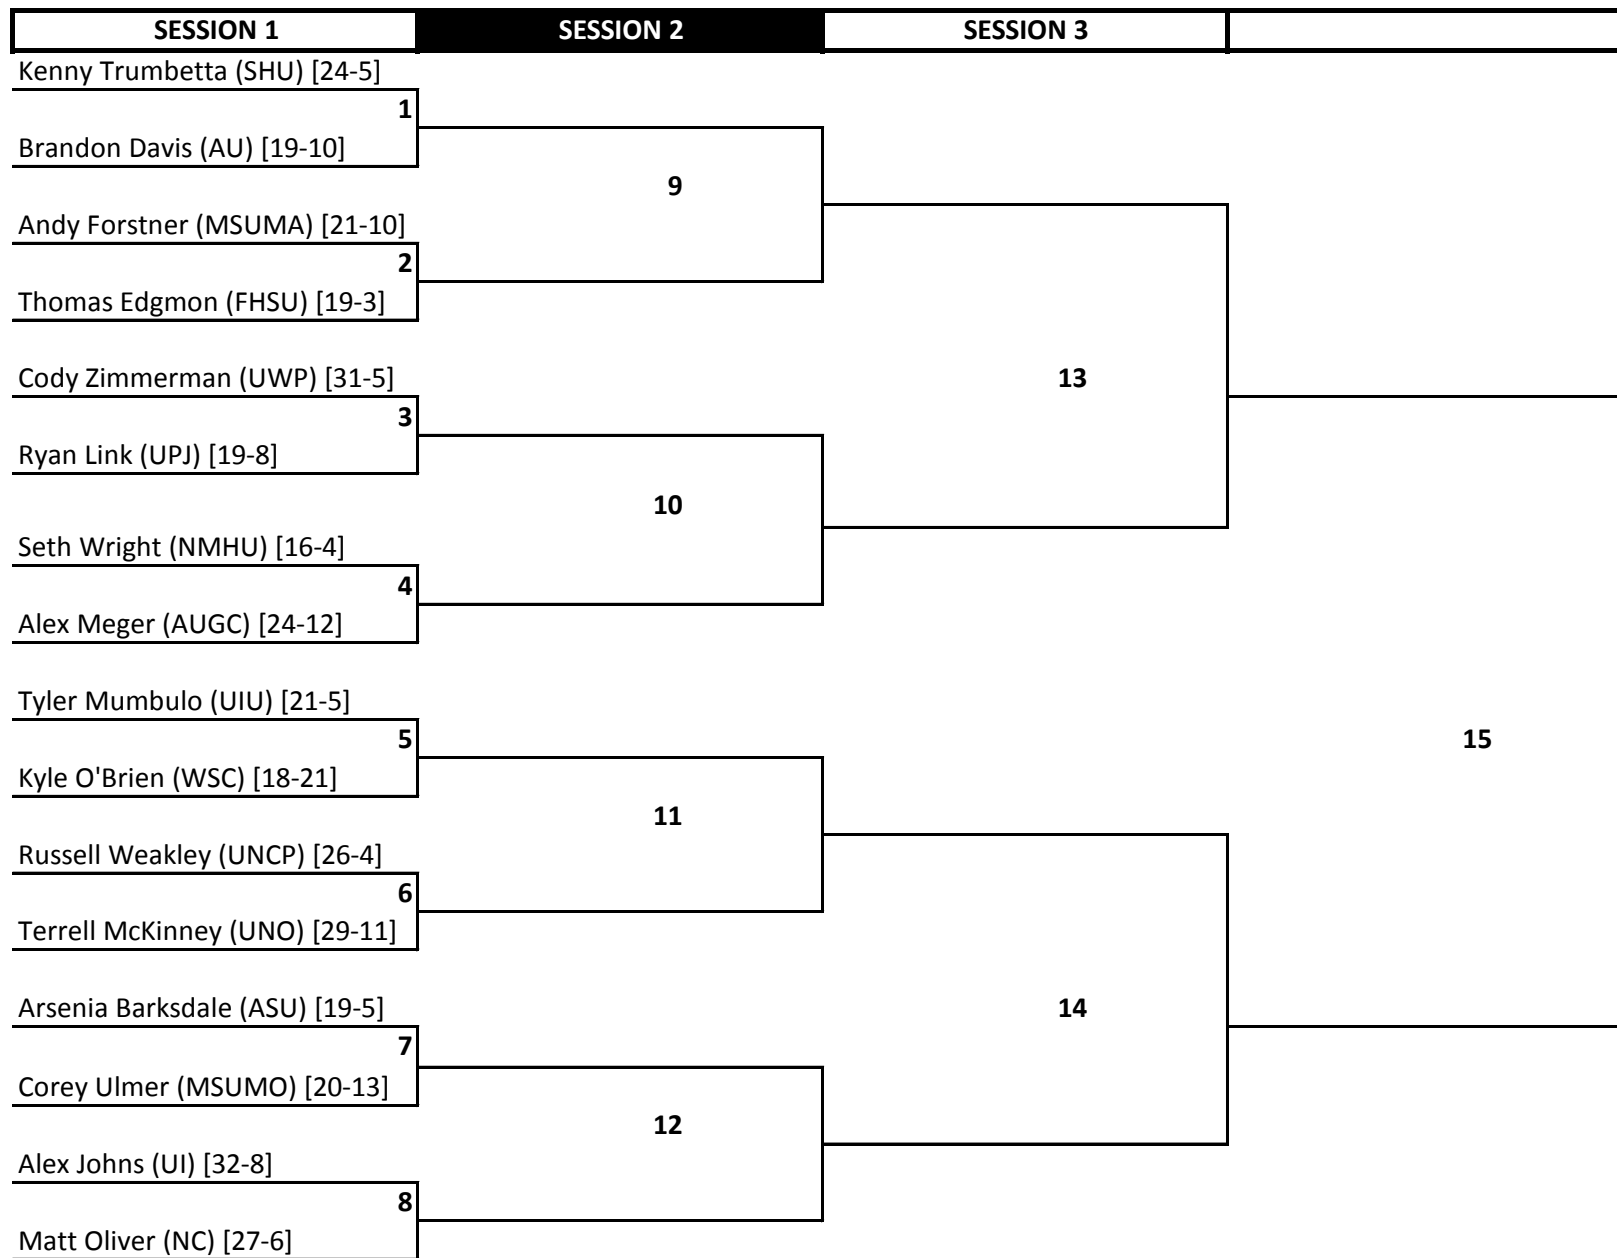 SESSION 1 SESSION 2 SESSION 3
Kenny Trumbetta (SHU) [24-5]
1
Brandon Davis (AU) [19-10]
9
Andy Forstner (MSUMA) [21-10]
2
Thomas Edgmon (FHSU) [19-3]
Cody Zimmerman (UWP) [31-5]
13
3
Ryan Link (UPJ) [19-8]
10
Seth Wright (NMHU) [16-4]
4
Alex Meger (AUGC) [24-12]
Tyler Mumbulo (UIU) [21-5]
5
15
Kyle O'Brien (WSC) [18-21]
11
Russell Weakley (UNCP) [26-4]
6
Terrell McKinney (UNO) [29-11]
Arsenia Barksdale (ASU) [19-5]
14
7
Corey Ulmer (MSUMO) [20-13]
12
Alex Johns (UI) [32-8]
8
Matt Oliver (NC) [27-6]